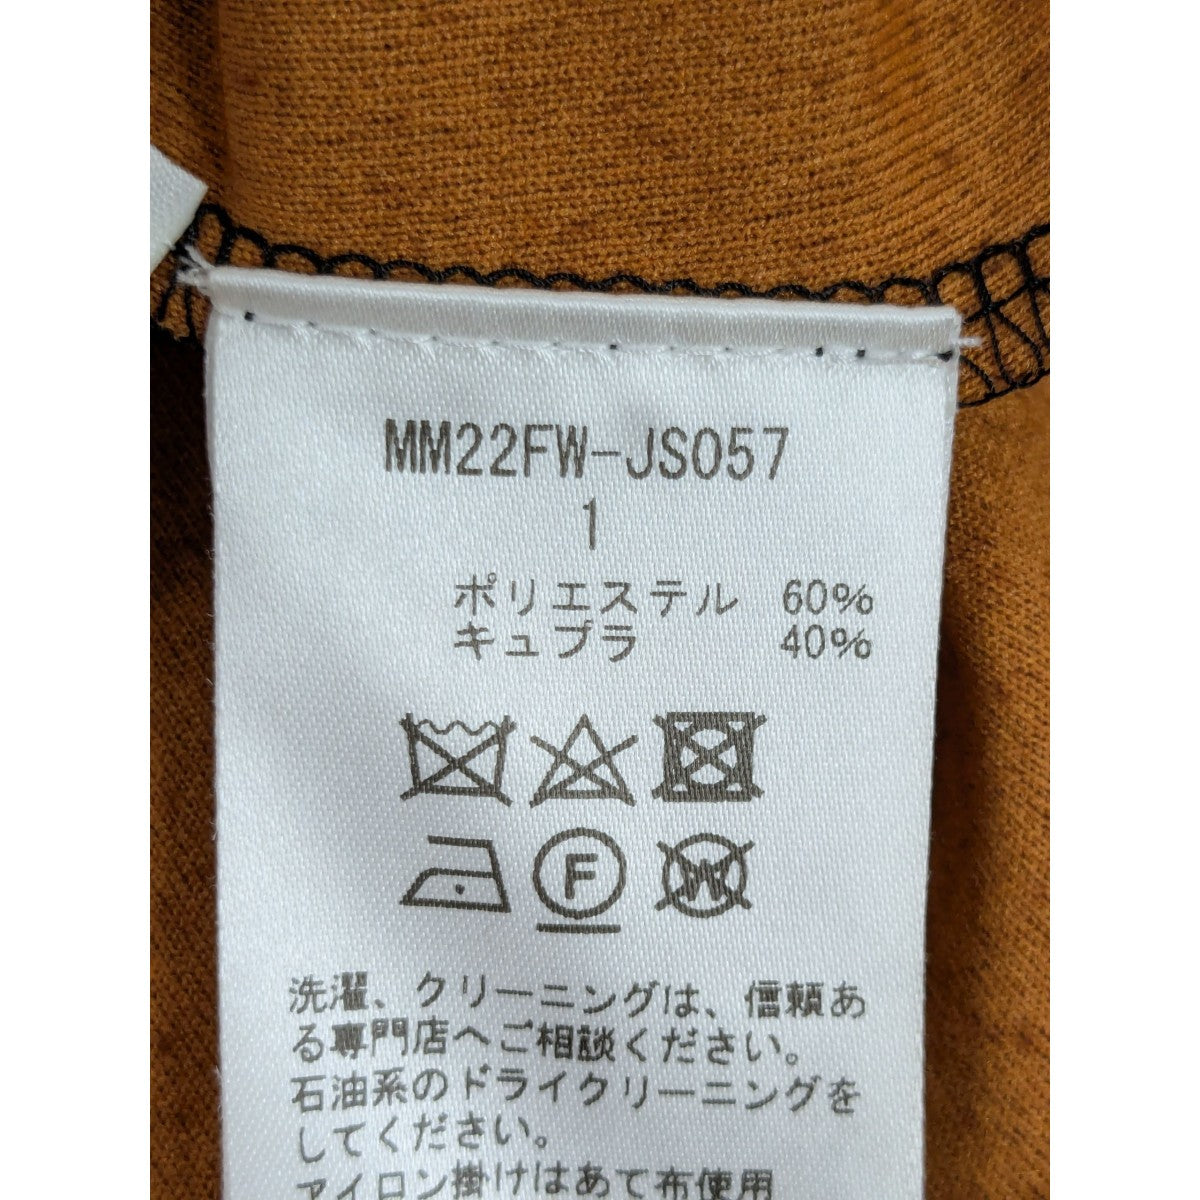 MM22FW-JS057
1
ポリエステル 60%
キュプラ 40%
F
W
洗濯、クリーニングは、信頼あ
る専門店へご相談ください。
石油系のドライクリーニングを
してください。
アイロン掛けはあて布使用